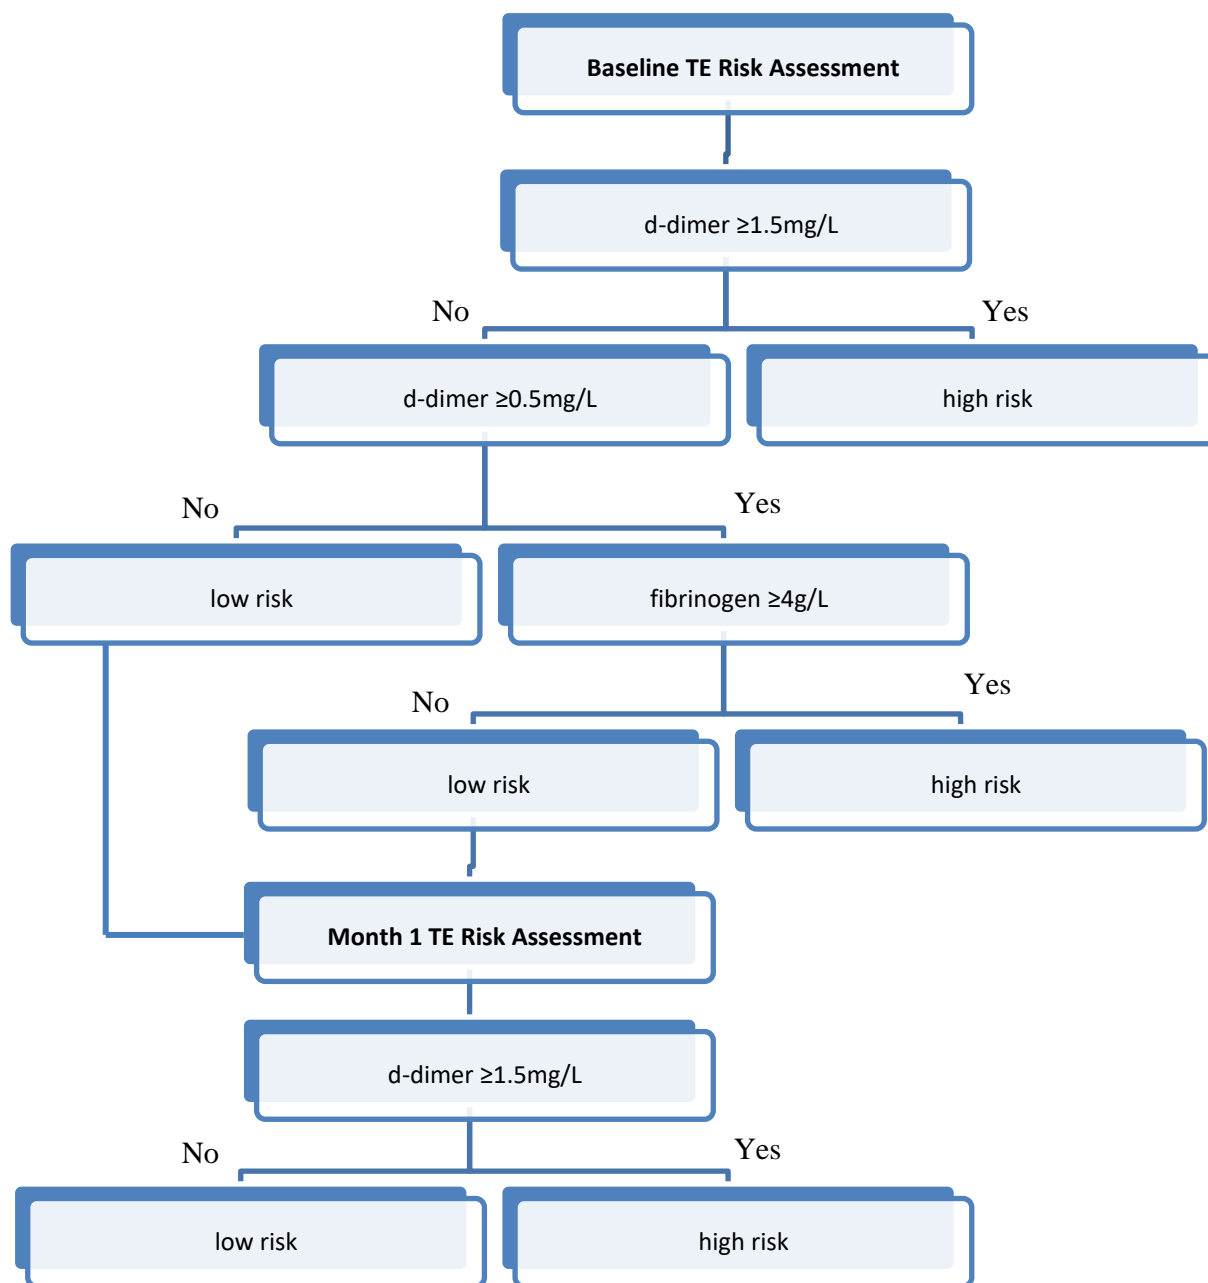 Baseline TE Risk Assessment
d-dimer ≥1.5mg/L
No
Yes
d-dimer ≥0.5mg/L
high risk
No
Yes
low risk
fibrinogen ≥4g/L
No
Yes
low risk
high risk
Month 1 TE Risk Assessment
d-dimer ≥1.5mg/L
No
Yes
low risk
high risk